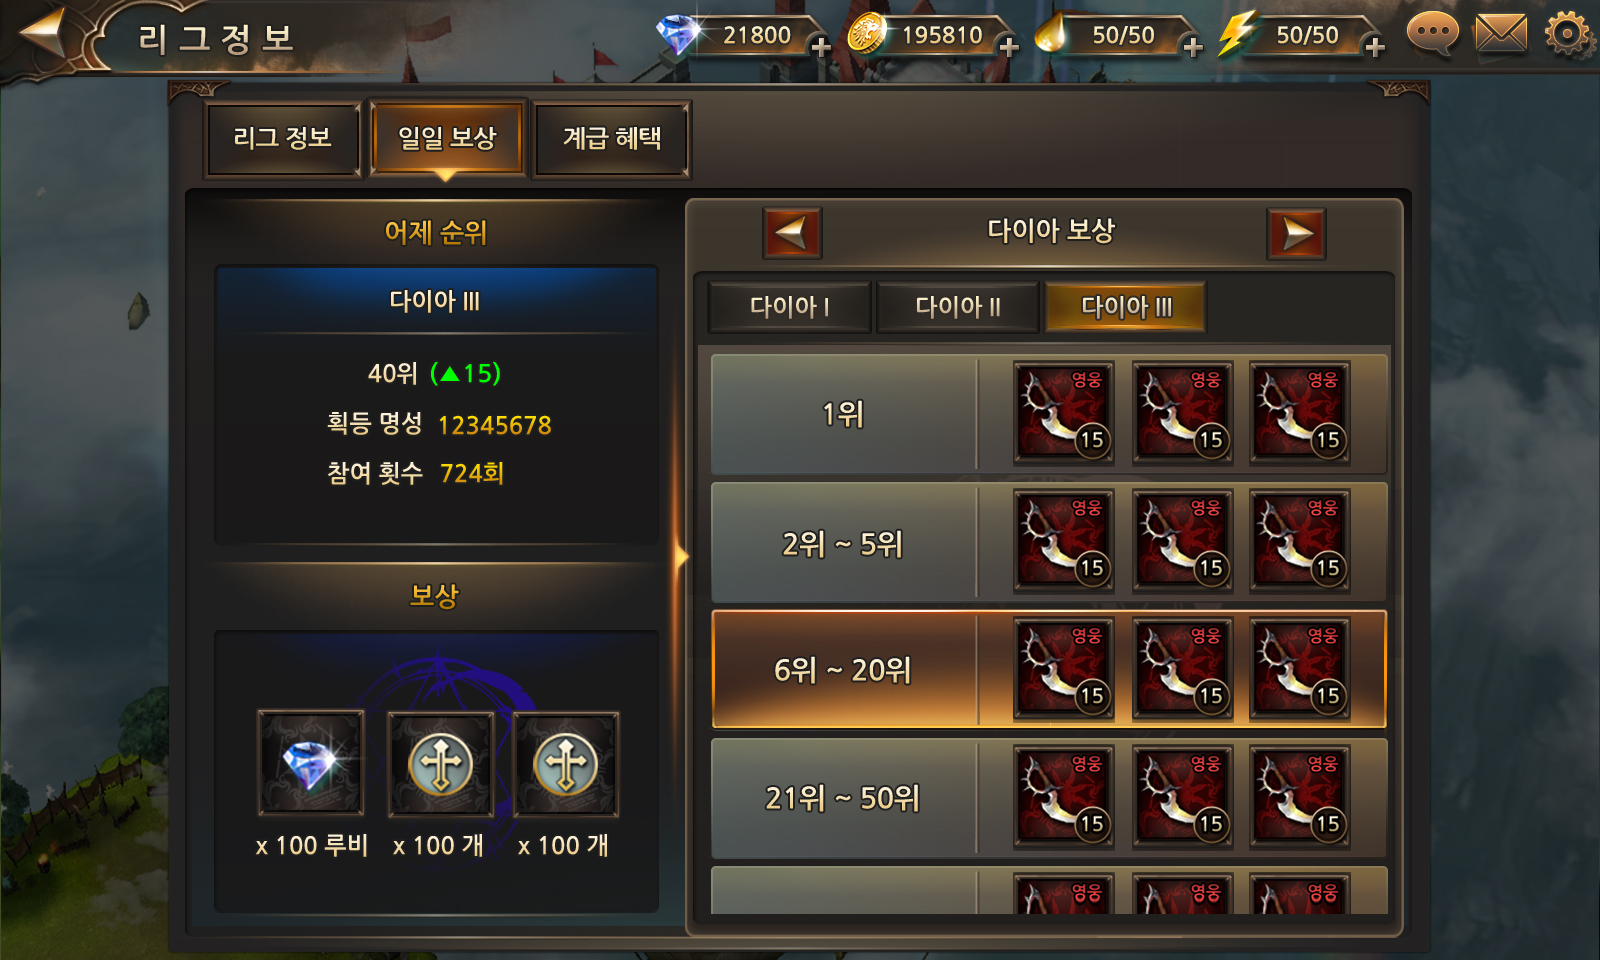 리그정보
21800
195810
50/50
50/50
리그 정보
일일 보상
계급 혜택
어제 순위
다이아 III
40위 (▲15)
획등 명성 12345678
참여 횟수 724회
보상
x 100 루비
x 100 개
x 100 개
다이아 보상
다이아 I
다이아 II
다이아 III
1위
영웅 15
영웅 15
영웅 15
2위 ~ 5위
영웅 15
영웅 15
영웅 15
6위 ~ 20위
영웅 15
영웅 15
영웅 15
21위 ~ 50위
영웅 15
영웅 15
영웅 15
영웅
영웅
영웅